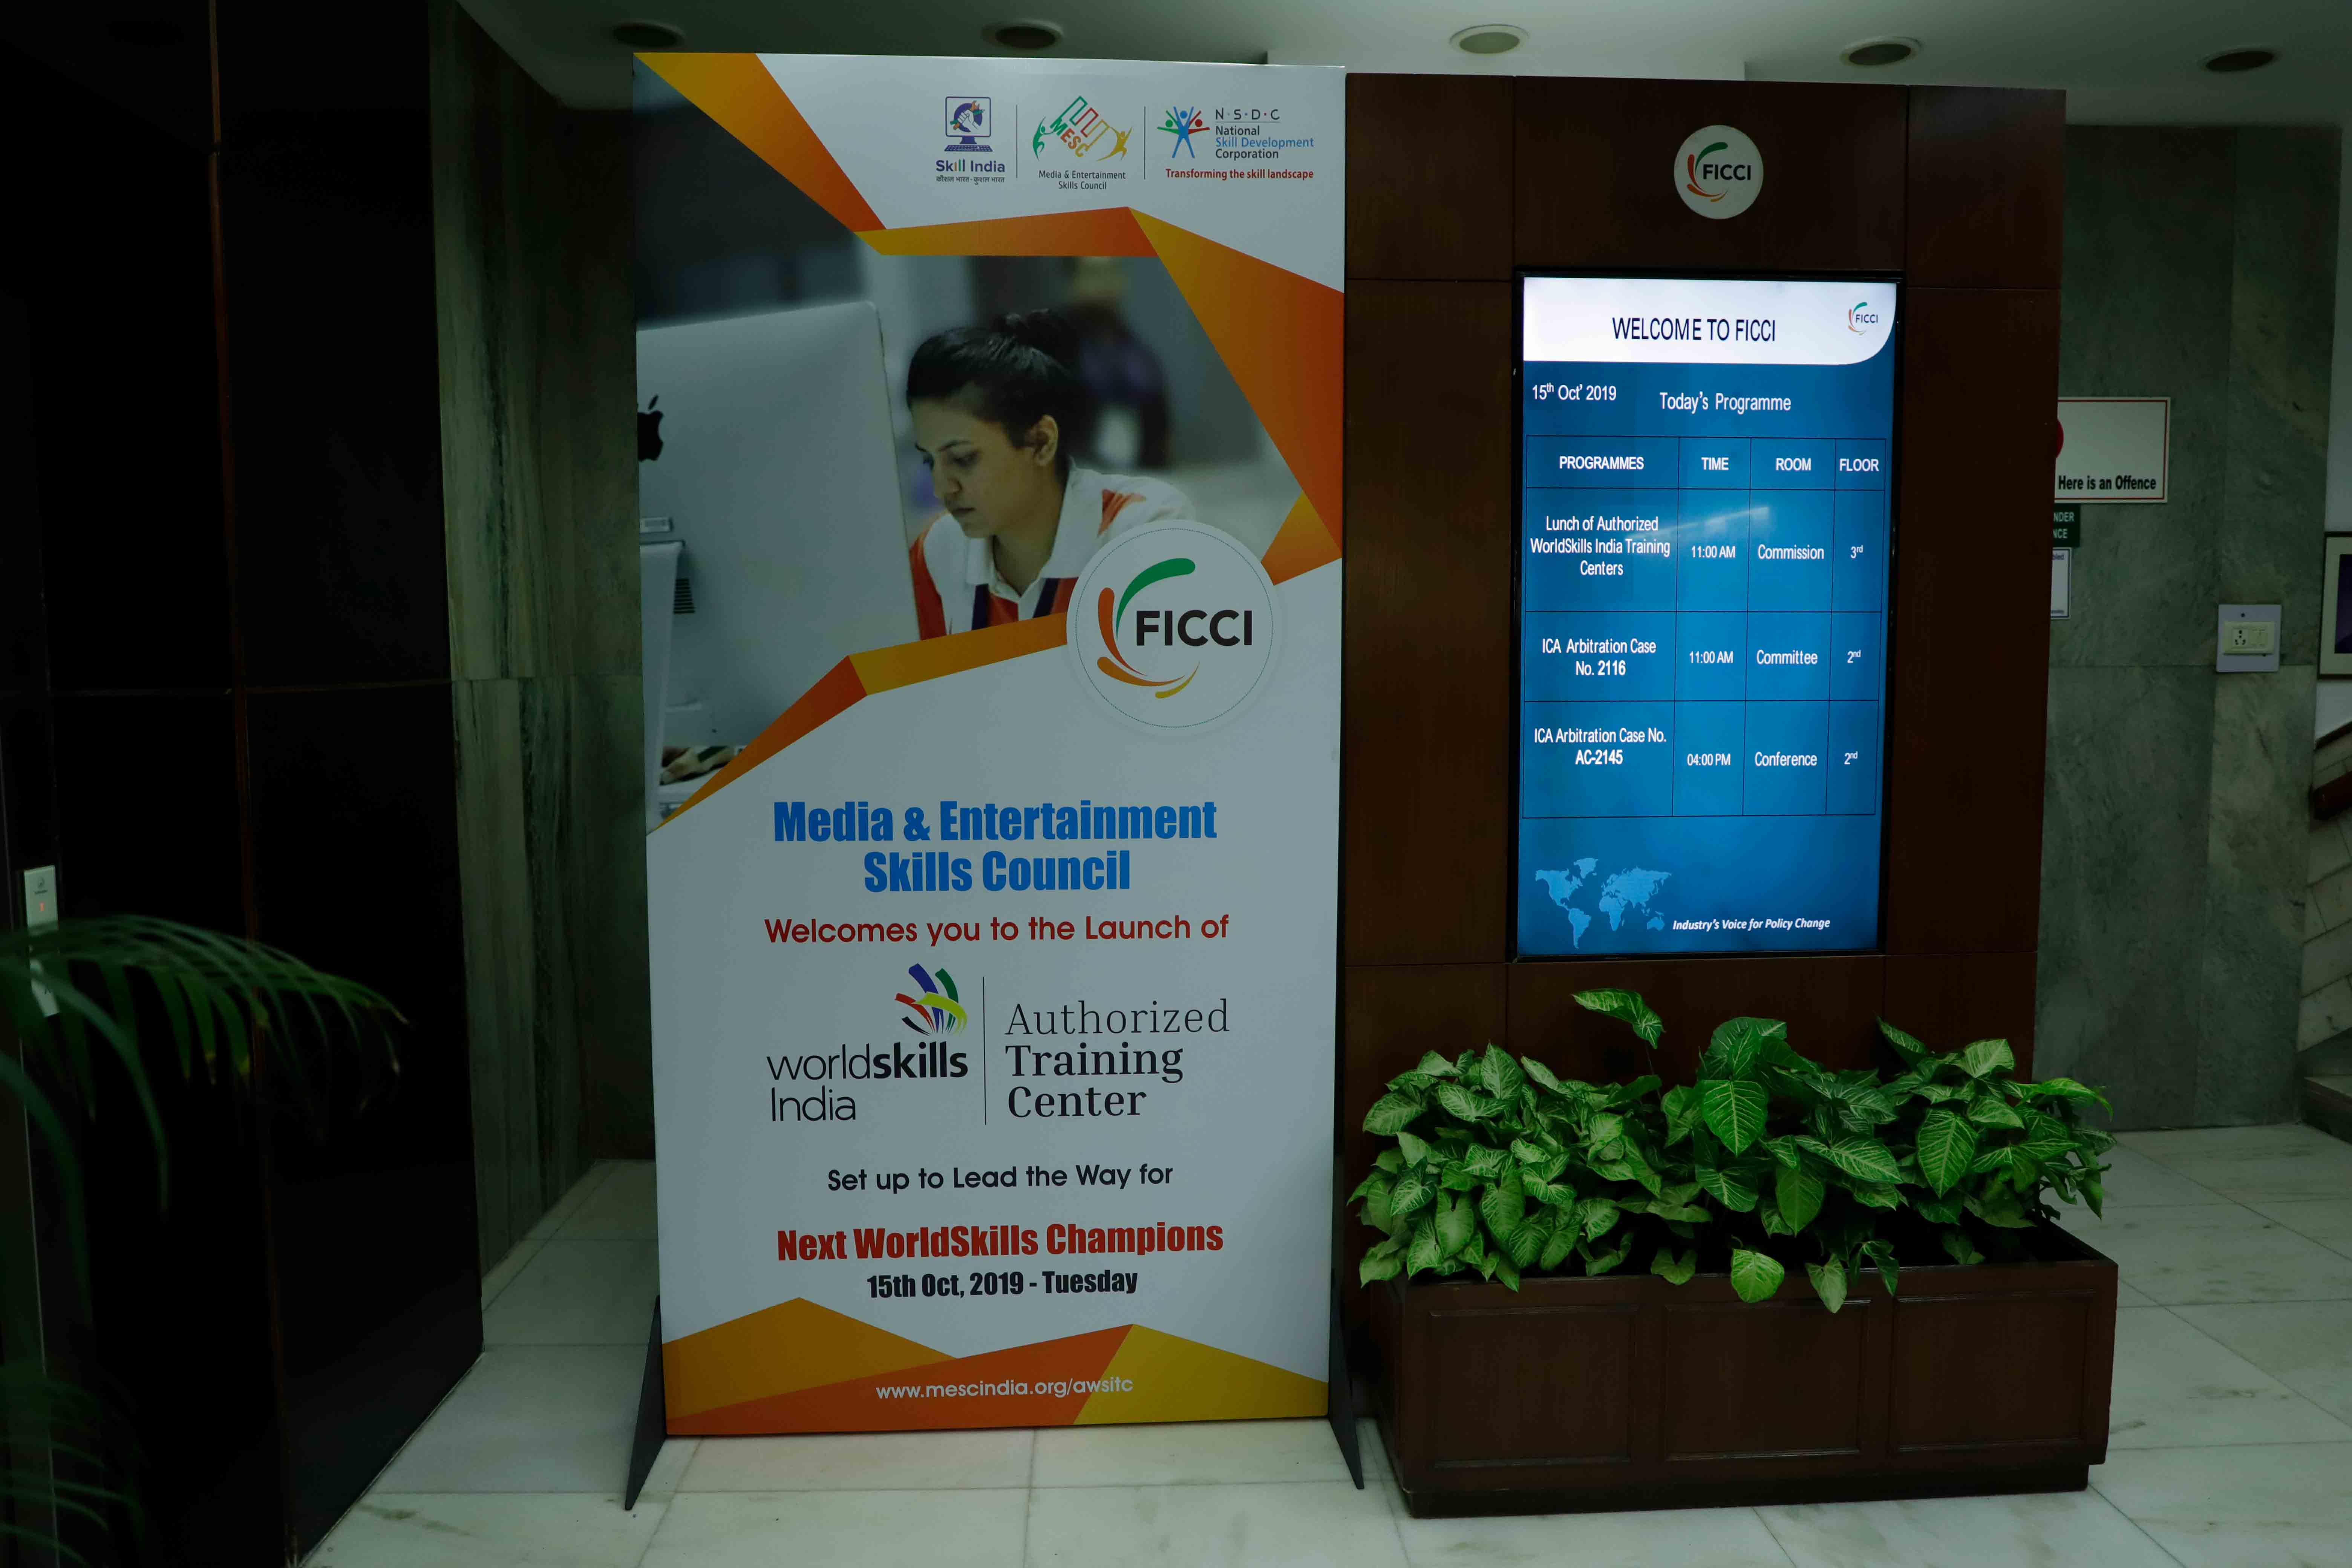 Skill India
कौशल भारत - कुशल भारत
MESC
Media & Entertainment
Skills Council
N·S·D·C
National
Skill Development
Corporation
Transforming the skill landscape
FICCI
Media & Entertainment
Skills Council
Welcomes you to the Launch of
worldskills
India
Authorized
Training
Center
Set up to Lead the Way for
Next WorldSkills Champions
15th Oct, 2019 - Tuesday
www.mescindia.org/awsitc
FICCI
WELCOME TO FICCI
FICCI
15th Oct' 2019
Today's Programme
PROGRAMMES TIME ROOM FLOOR
Lunch of Authorized
WorldSkills India Training
Centers
11:00 AM Commission 3rd
ICA Arbitration Case
No. 2116
11:00 AM Committee 2nd
ICA Arbitration Case No.
AC-2145
04:00 PM Conference 2nd
Industry's Voice for Policy Change
Here is an Offence